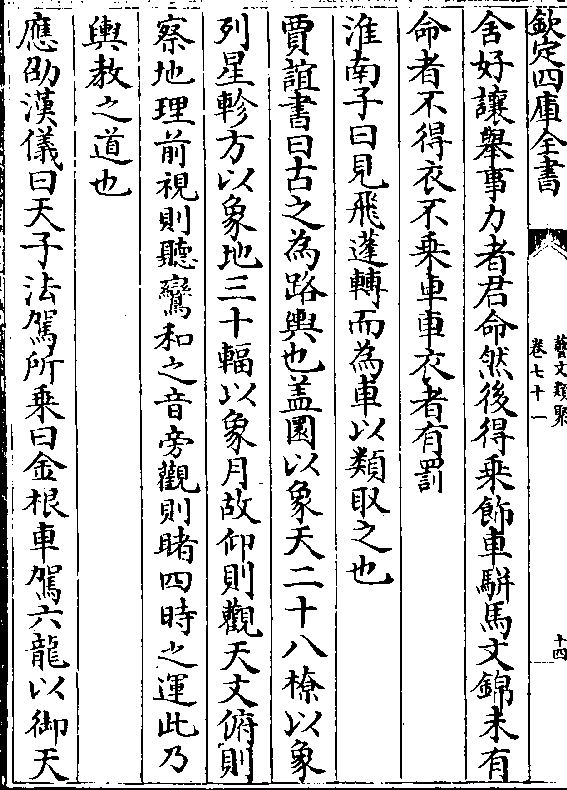 欽定四庫全書
藝文類聚
卷七十一
十四
舍好讓舉事力者君命然後得乘飾車駢馬文錦未有
命者不得衣不乘車車衣者有罰
淮南子曰見飛蓬轉而為車以類取之也
賈誼書曰古之為路輿也蓋圜以象天二十八橑以象
列星軫方以象地三十輻以象月故仰則觀天文俯則
察地理前視則聽鸞和之音旁觀則睹四時之運此乃
輿教之道也
應劭漢儀曰天子法駕所乘曰金根車駕六龍以御天